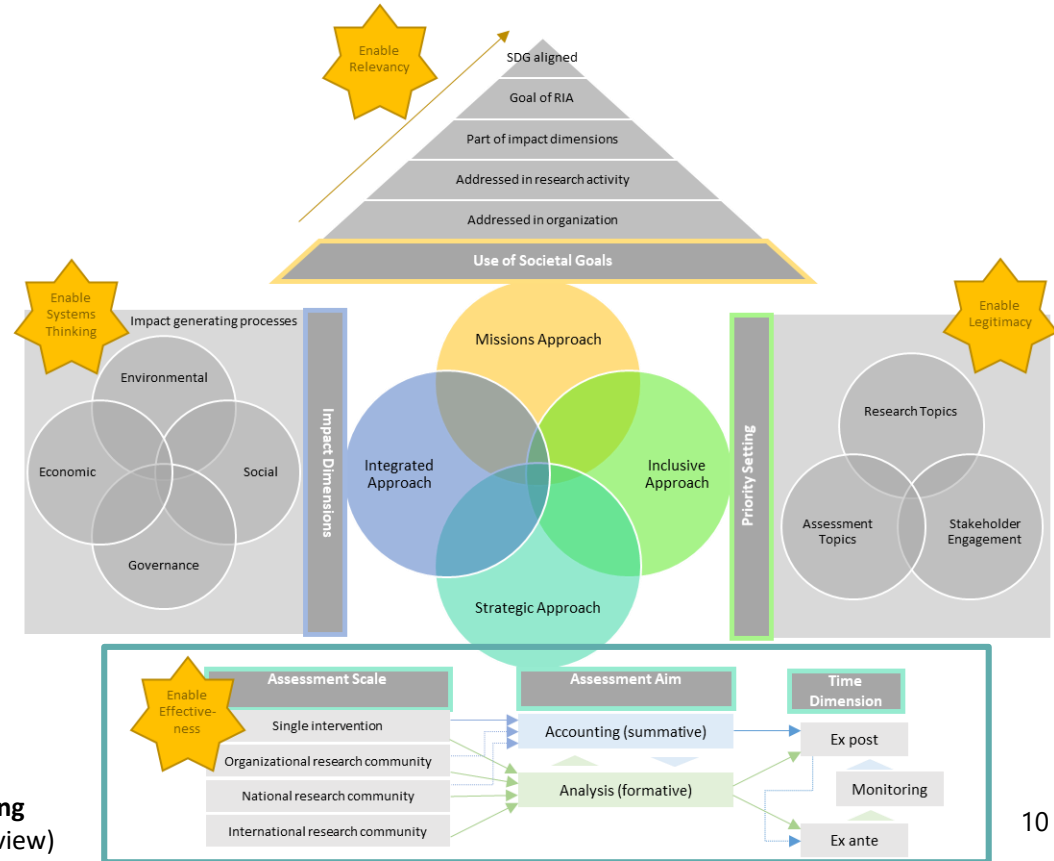 Enable
Relevancy
SDG aligned
Goal of RIA
Part of impact dimensions
Addressed in research activity
Addressed in organization
Use of Societal Goals
Enable
Systems
Thinking
Impact generating processes
Environmental
Economic
Social
Governance
Impact Dimensions
Missions Approach
Integrated
Approach
Inclusive
Approach
Strategic Approach
Priority Setting
Enable
Legitimacy
Research Topics
Assessment
Topics
Stakeholder
Engagement
Enable
Effective-
ness
Assessment Scale
Single intervention
Organizational research community
National research community
International research community
Assessment Aim
Accounting (summative)
Analysis (formative)
Time
Dimension
Ex post
Monitoring
Ex ante
ng
view)
10